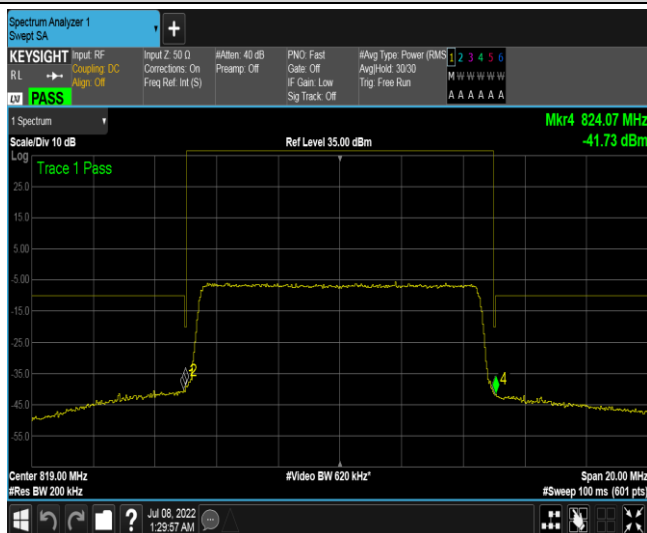 Spectrum Analyzer 1
Swept SA
+
KEYSIGHT Input: RF Input Z: 50 Ω #Atten: 40 dB PNO: Fast #Avg Type: Power (RMS 1 2 3 4 5 6
RL Coupling: DC Corrections: On Preamp: Off Gate: Off Avg|Hold: 30/30 M W W W W W
Align: Off Freq Ref: Int (S) IF Gain: Low Trig: Free Run
LXI PASS Sig Track: Off A A A A A A
1 Spectrum Mkr4 824.07 MHz
Scale/Div 10 dB Ref Level 35.00 dBm -41.73 dBm
Log
Trace 1 Pass
25.0
15.0
5.00
-5.00
-15.0
-25.0
-35.0
2
4
-45.0
-55.0
Center 819.00 MHz #Video BW 620 kHz* Span 20.00 MHz
#Res BW 200 kHz #Sweep 100 ms (601 pts)
? Jul 08, 2022
1:29:57 AM